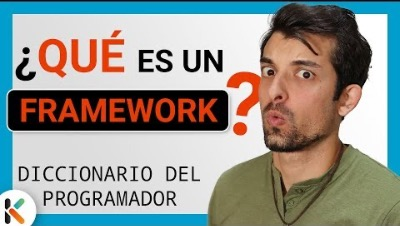 ¿QUÉ ES UN
FRAMEWORK?
DICCIONARIO DEL
PROGRAMADOR